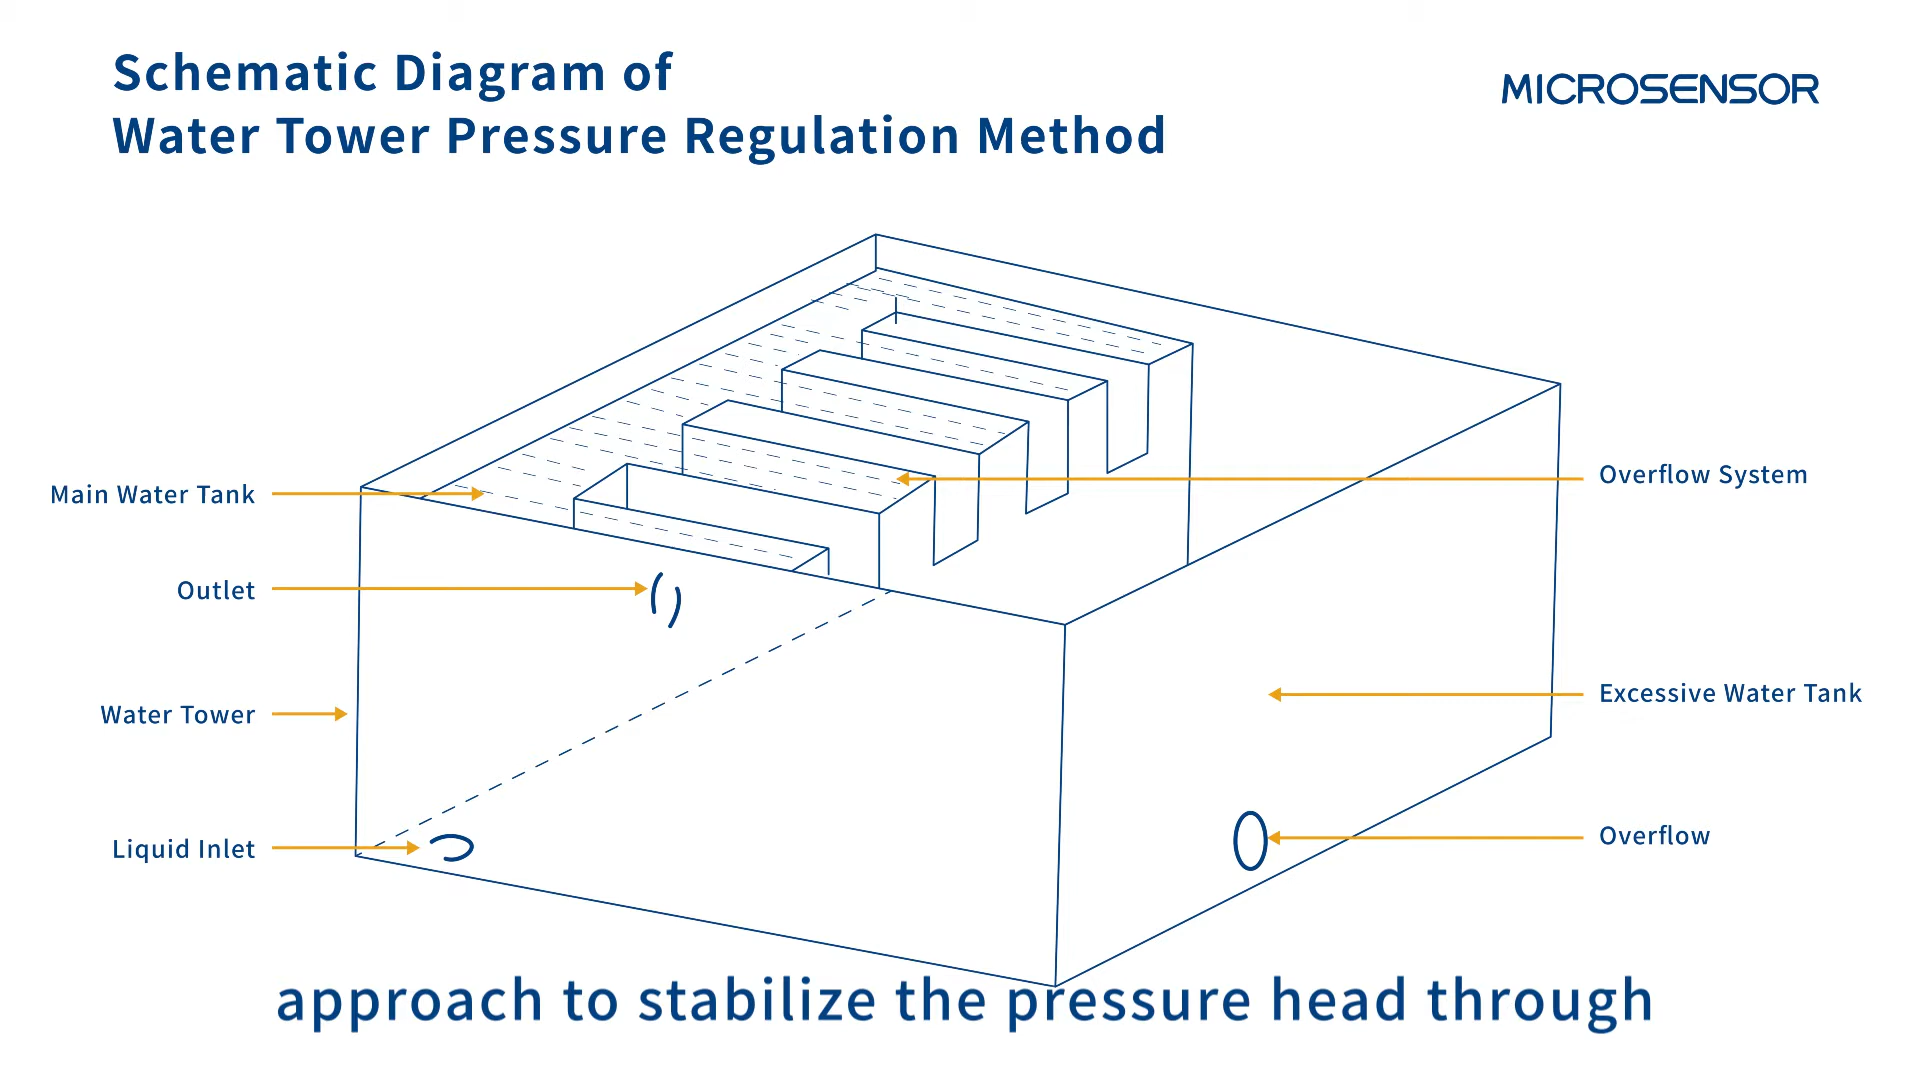 Schematic Diagram of
Water Tower Pressure Regulation Method
MICROSENSOR
Main Water Tank
Outlet
Water Tower
Liquid Inlet
Overflow System
Excessive Water Tank
Overflow
approach to stabilize the pressure head through